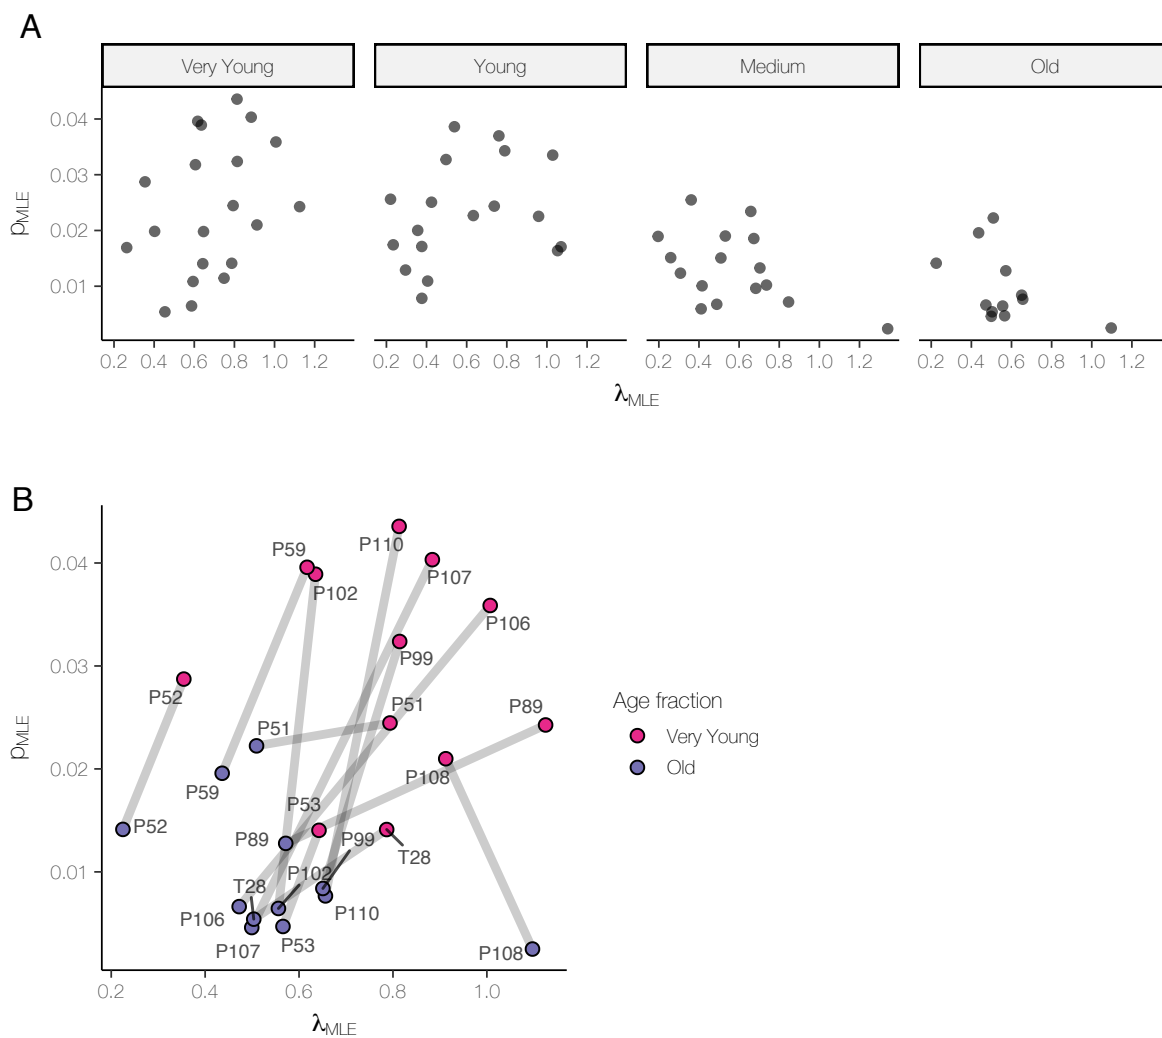 A
Very Young Young Medium Old
0.04
0.03
0.02
0.01
pMLE
0.2 0.4 0.6 0.8 1.0 1.2 0.2 0.4 0.6 0.8 1.0 1.2 0.2 0.4 0.6 0.8 1.0 1.2 0.2 0.4 0.6 0.8 1.0 1.2
λMLE
B
P110
P59
0.04
P107
P102
P106
P99
0.03
P52
P51
P89
P51
Age fraction
pMLE
Very Young
0.02
P108
Old
P59
P53
P52
P89
P99
T28
0.01
P102
T28
P106
P110
P107
P53
P108
0.2 0.4 0.6 0.8 1.0
λMLE